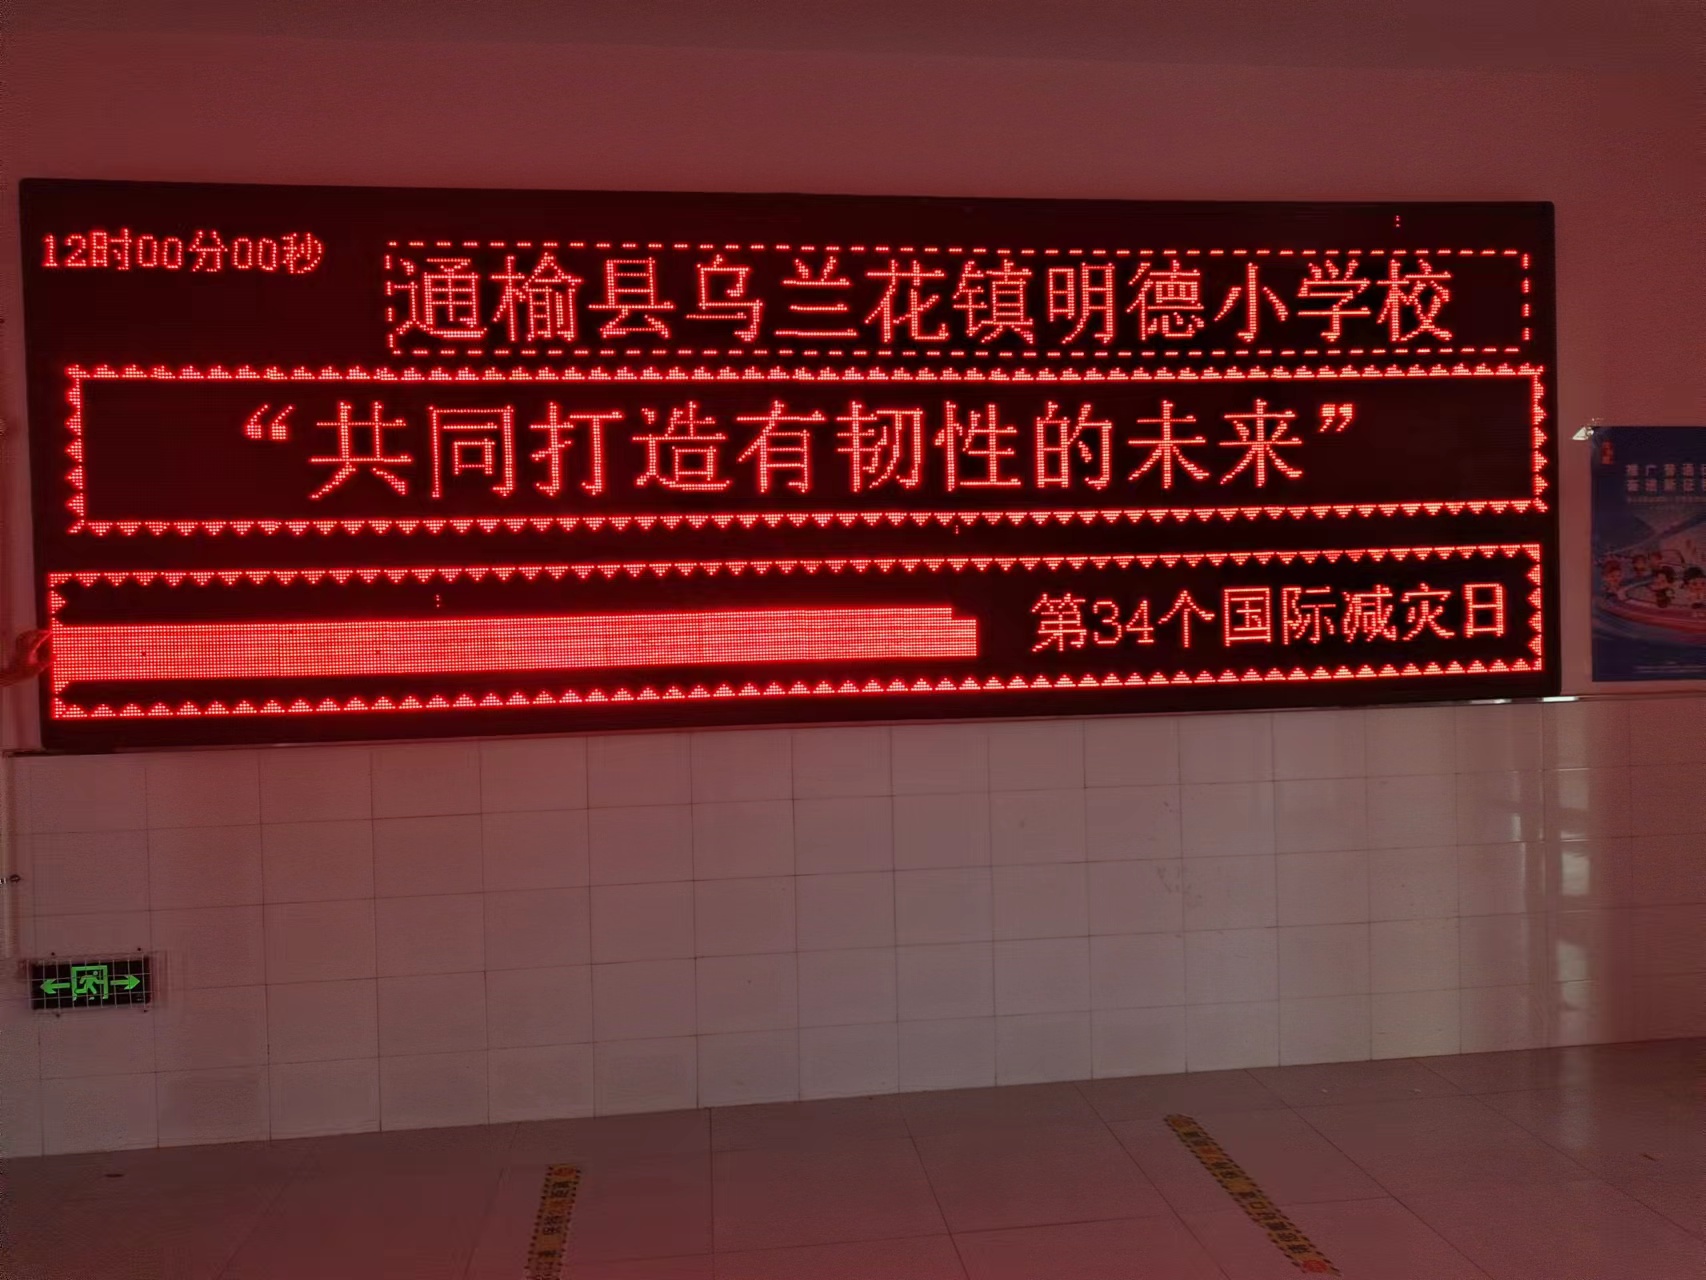 12时00分00秒
通榆县乌兰花镇明德小学校
“共同打造有韧性的未来”
第34个国际减灾日